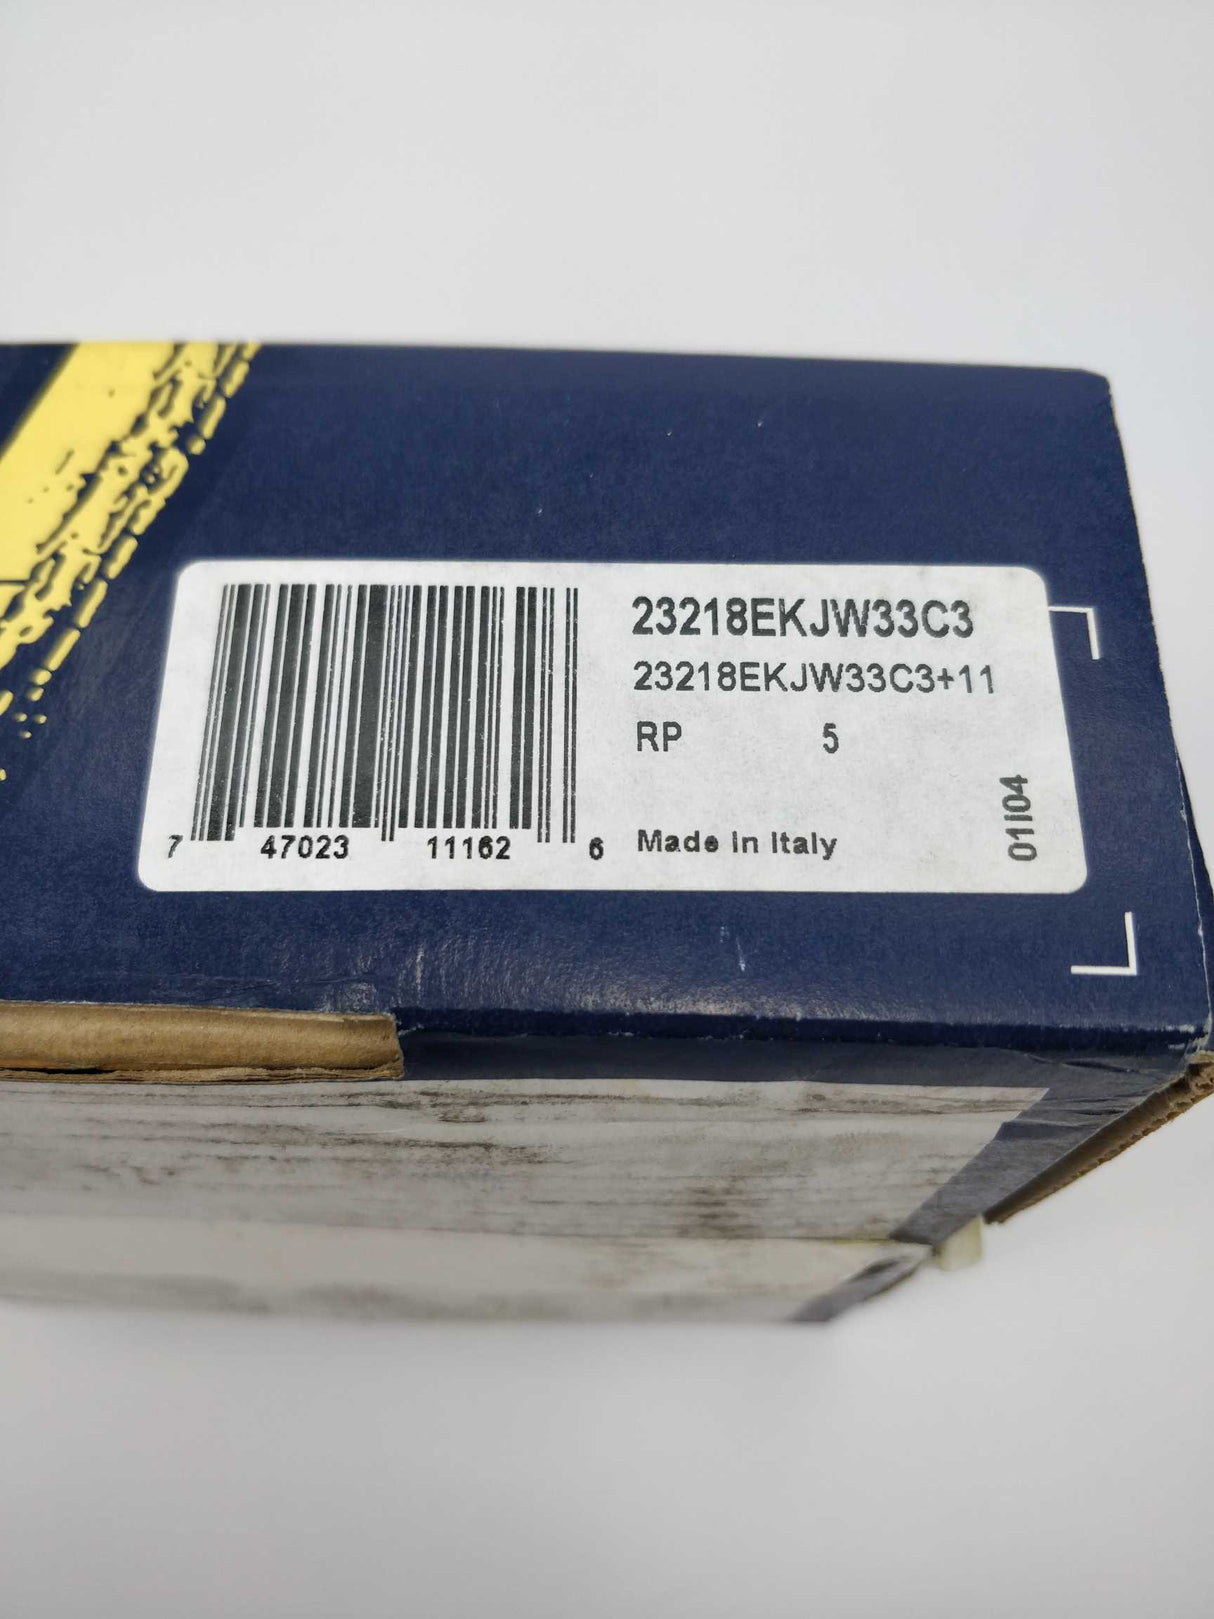 23218EKJW33C3
23218EKJW33C3+11
RP 5
Made in Italy
01I04
7 47023 11162 6